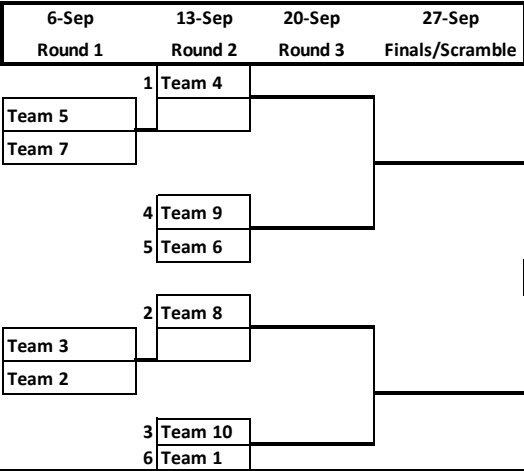 6-Sep 13-Sep 20-Sep 27-Sep
Round 1 Round 2 Round 3 Finals/Scramble
1 Team 4
Team 5
Team 7
4 Team 9
5 Team 6
2 Team 8
Team 3
Team 2
3 Team 10
6 Team 1